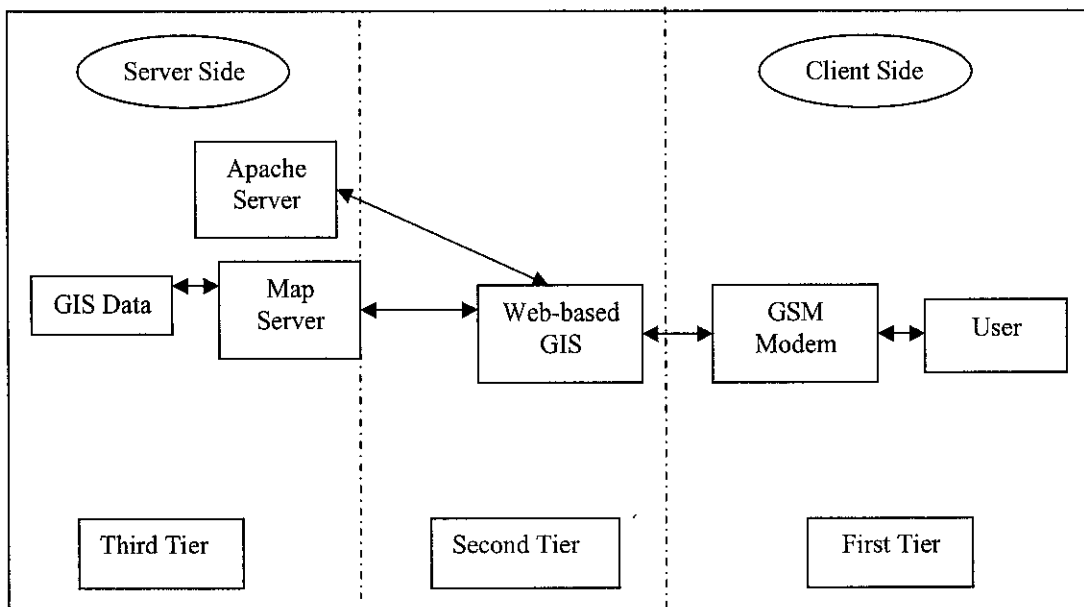 Server Side
Client Side
Apache
Server
GIS Data
Map
Server
Web-based
GIS
GSM
Modem
User
Third Tier
Second Tier
First Tier